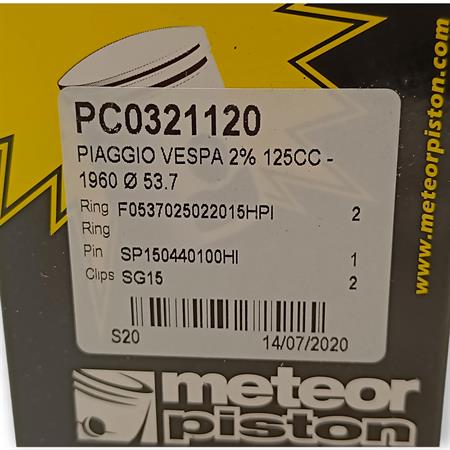 PC0321120
PIAGGIO VESPA 2% 125CC -
1960 Ø 53.7
Ring F0537025022015HPI 2
Ring
Pin SP150440100HI 1
Clips SG15 2
S20 14/07/2020
meteor
piston
www.meteorpiston.com